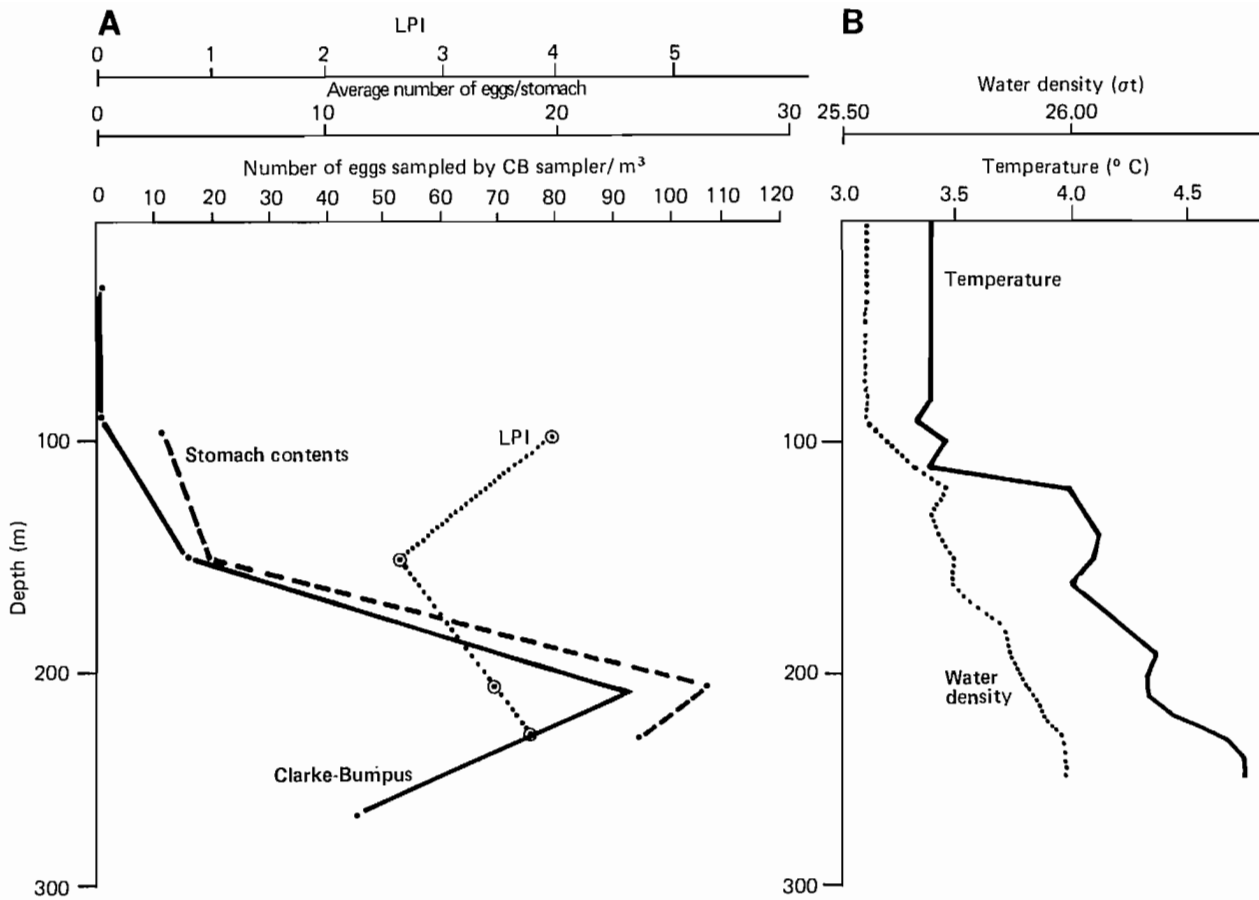 A
LPI
0 1 2 3 4 5
Average number of eggs/stomach
0 10 20 30
Number of eggs sampled by CB sampler/m³
0 10 20 30 40 50 60 70 80 90 100 110 120
Depth (m)
100
200
300
Stomach contents
LPI
Clarke-Bumpus
B
Water density (σt)
25.50 26.00
Temperature (° C)
3.0 3.5 4.0 4.5
100
200
300
Temperature
Water
density